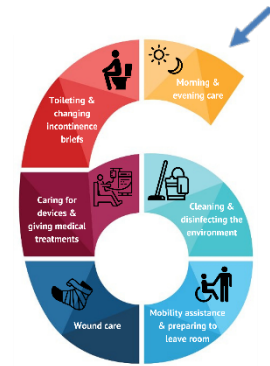 Morning &
evening care
Toileting &
changing
incontinence
briefs
Caring for
devices &
giving medical
treatments
Cleaning &
disinfecting the
environment
Wound care
Mobility assistance
& preparing to
leave room